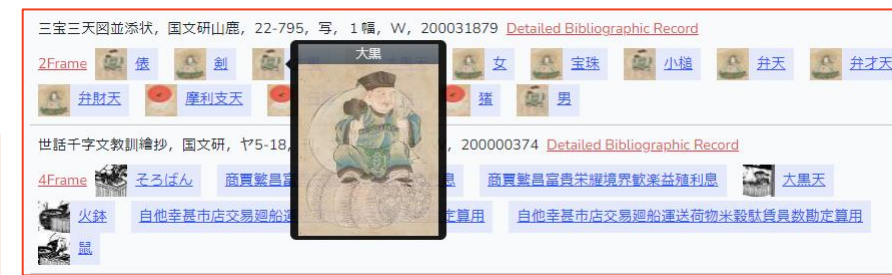 三宝三天図並添状, 国文研山鹿, 22-795, 写, 1幅, W, 200031879 Detailed Bibliographic Record
大黒
2Frame 俵 剣 女 宝珠 小槌 弁天 弁才天
弁財天 摩利支天 猪 男
世話千字文教訓繪抄, 国文研, ヤ5-18, , 200000374 Detailed Bibliographic Record
4Frame そろばん 商賈繁昌富 息 商賈繁昌富貴栄耀境界歓楽益殖利息 大黒天
火鉢 自他幸甚市店交易廻船運 定算用 自他幸甚市店交易廻船運送荷物米穀駄賃員数勘定算用
鼠